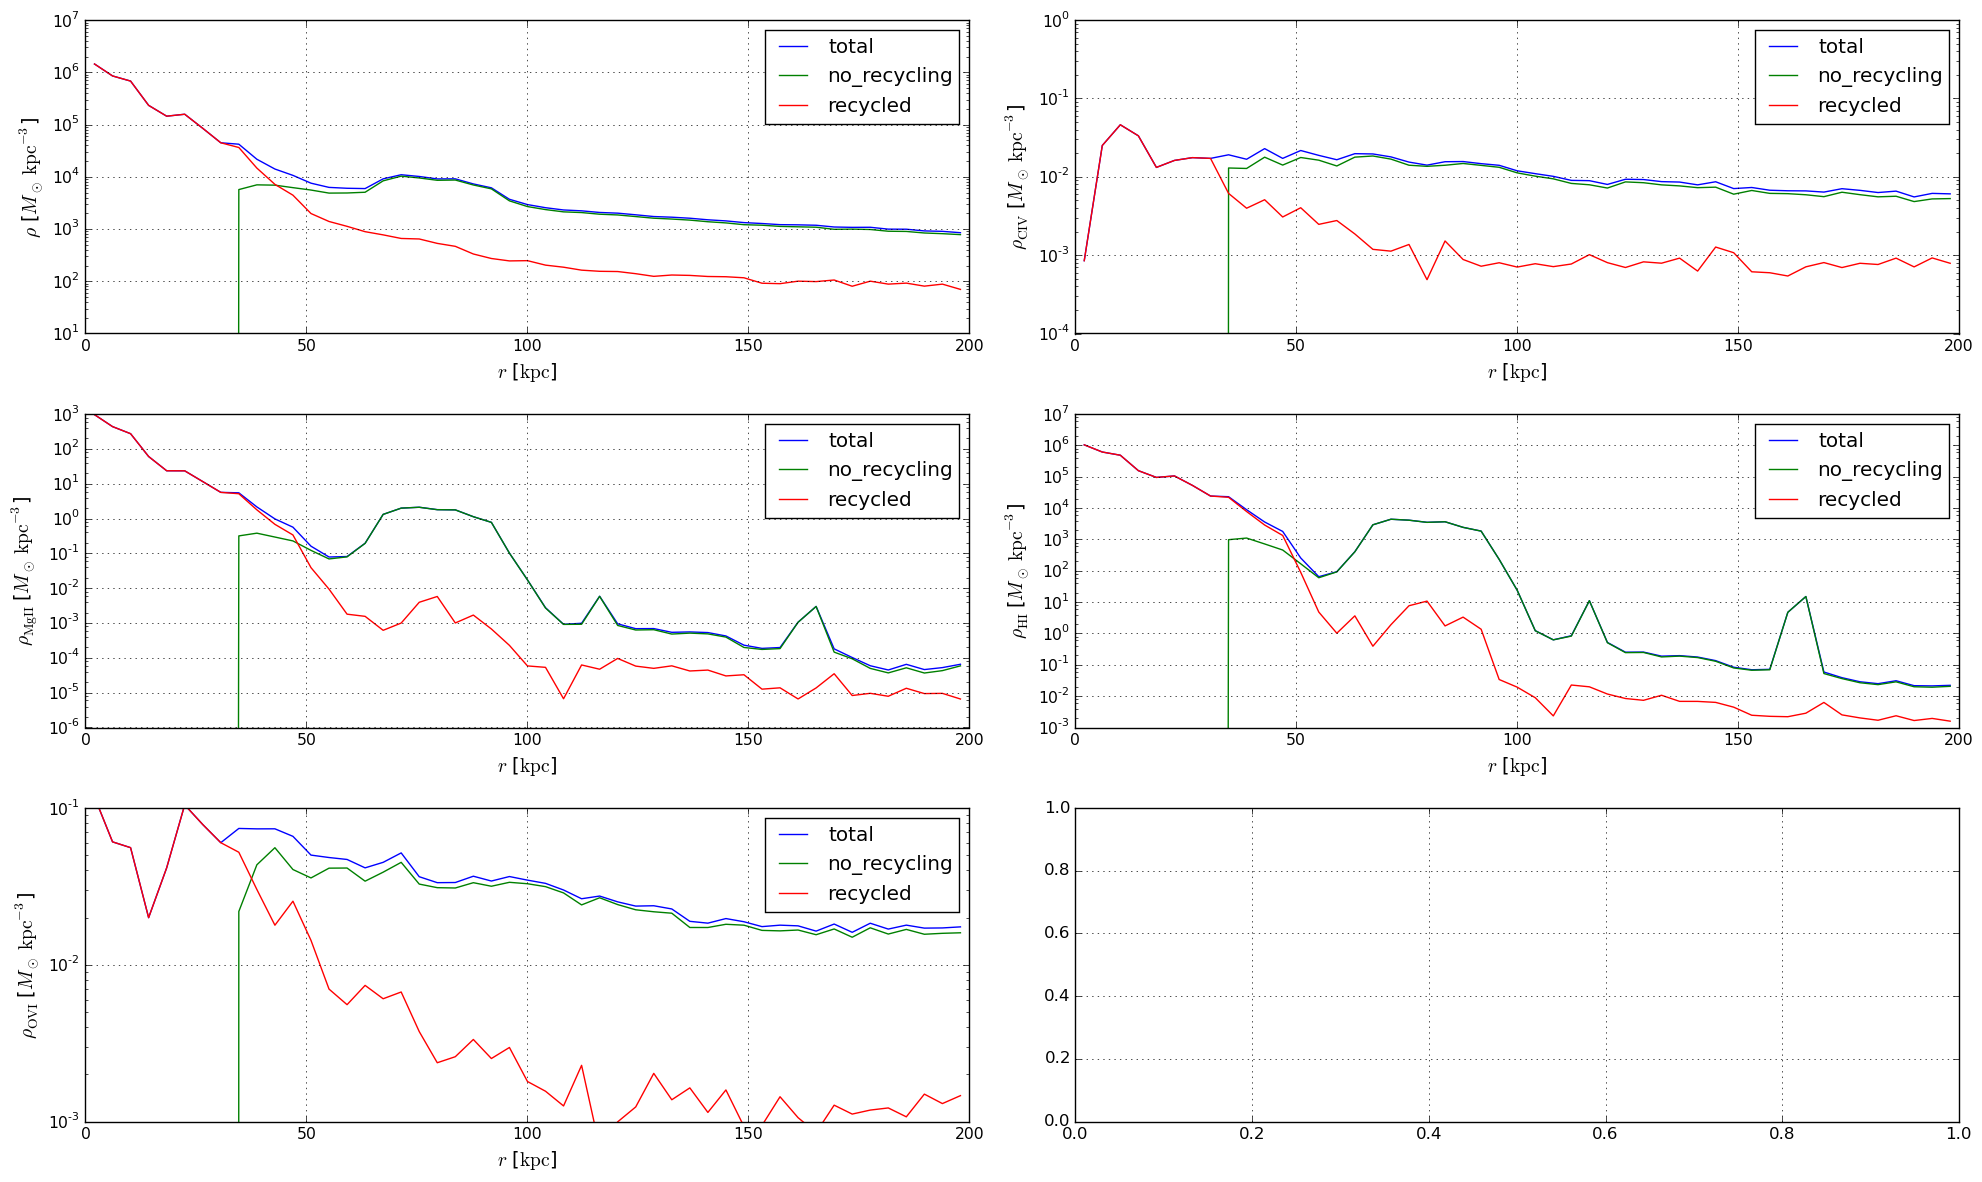 10^7
10^6
10^5
10^4
10^3
10^2
10^1
ρ [M_⊙ kpc^{-3}]
total
no_recycling
recycled
0 50 100 150 200
r [kpc]
10^0
10^{-1}
10^{-2}
10^{-3}
10^{-4}
ρ_CIV [M_⊙ kpc^{-3}]
total
no_recycling
recycled
0 50 100 150 200
r [kpc]
10^3
10^2
10^1
10^0
10^{-1}
10^{-2}
10^{-3}
10^{-4}
10^{-5}
10^{-6}
ρ_MgII [M_⊙ kpc^{-3}]
total
no_recycling
recycled
0 50 100 150 200
r [kpc]
10^7
10^6
10^5
10^4
10^3
10^2
10^1
10^0
10^{-1}
10^{-2}
10^{-3}
ρ_HI [M_⊙ kpc^{-3}]
total
no_recycling
recycled
0 50 100 150 200
r [kpc]
10^{-1}
10^{-2}
10^{-3}
ρ_OVI [M_⊙ kpc^{-3}]
total
no_recycling
recycled
0 50 100 150 200
r [kpc]
1.0
0.8
0.6
0.4
0.2
0.0
0.0 0.2 0.4 0.6 0.8 1.0